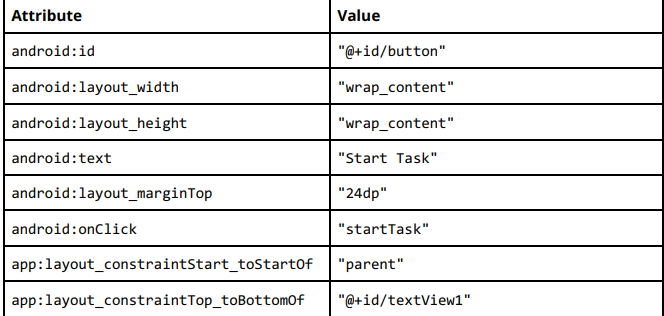 Attribute Value
android:id "@+id/button"
android:layout_width "wrap_content"
android:layout_height "wrap_content"
android:text "Start Task"
android:layout_marginTop "24dp"
android:onClick "startTask"
app:layout_constraintStart_toStartOf "parent"
app:layout_constraintTop_toBottomOf "@+id/textView1"